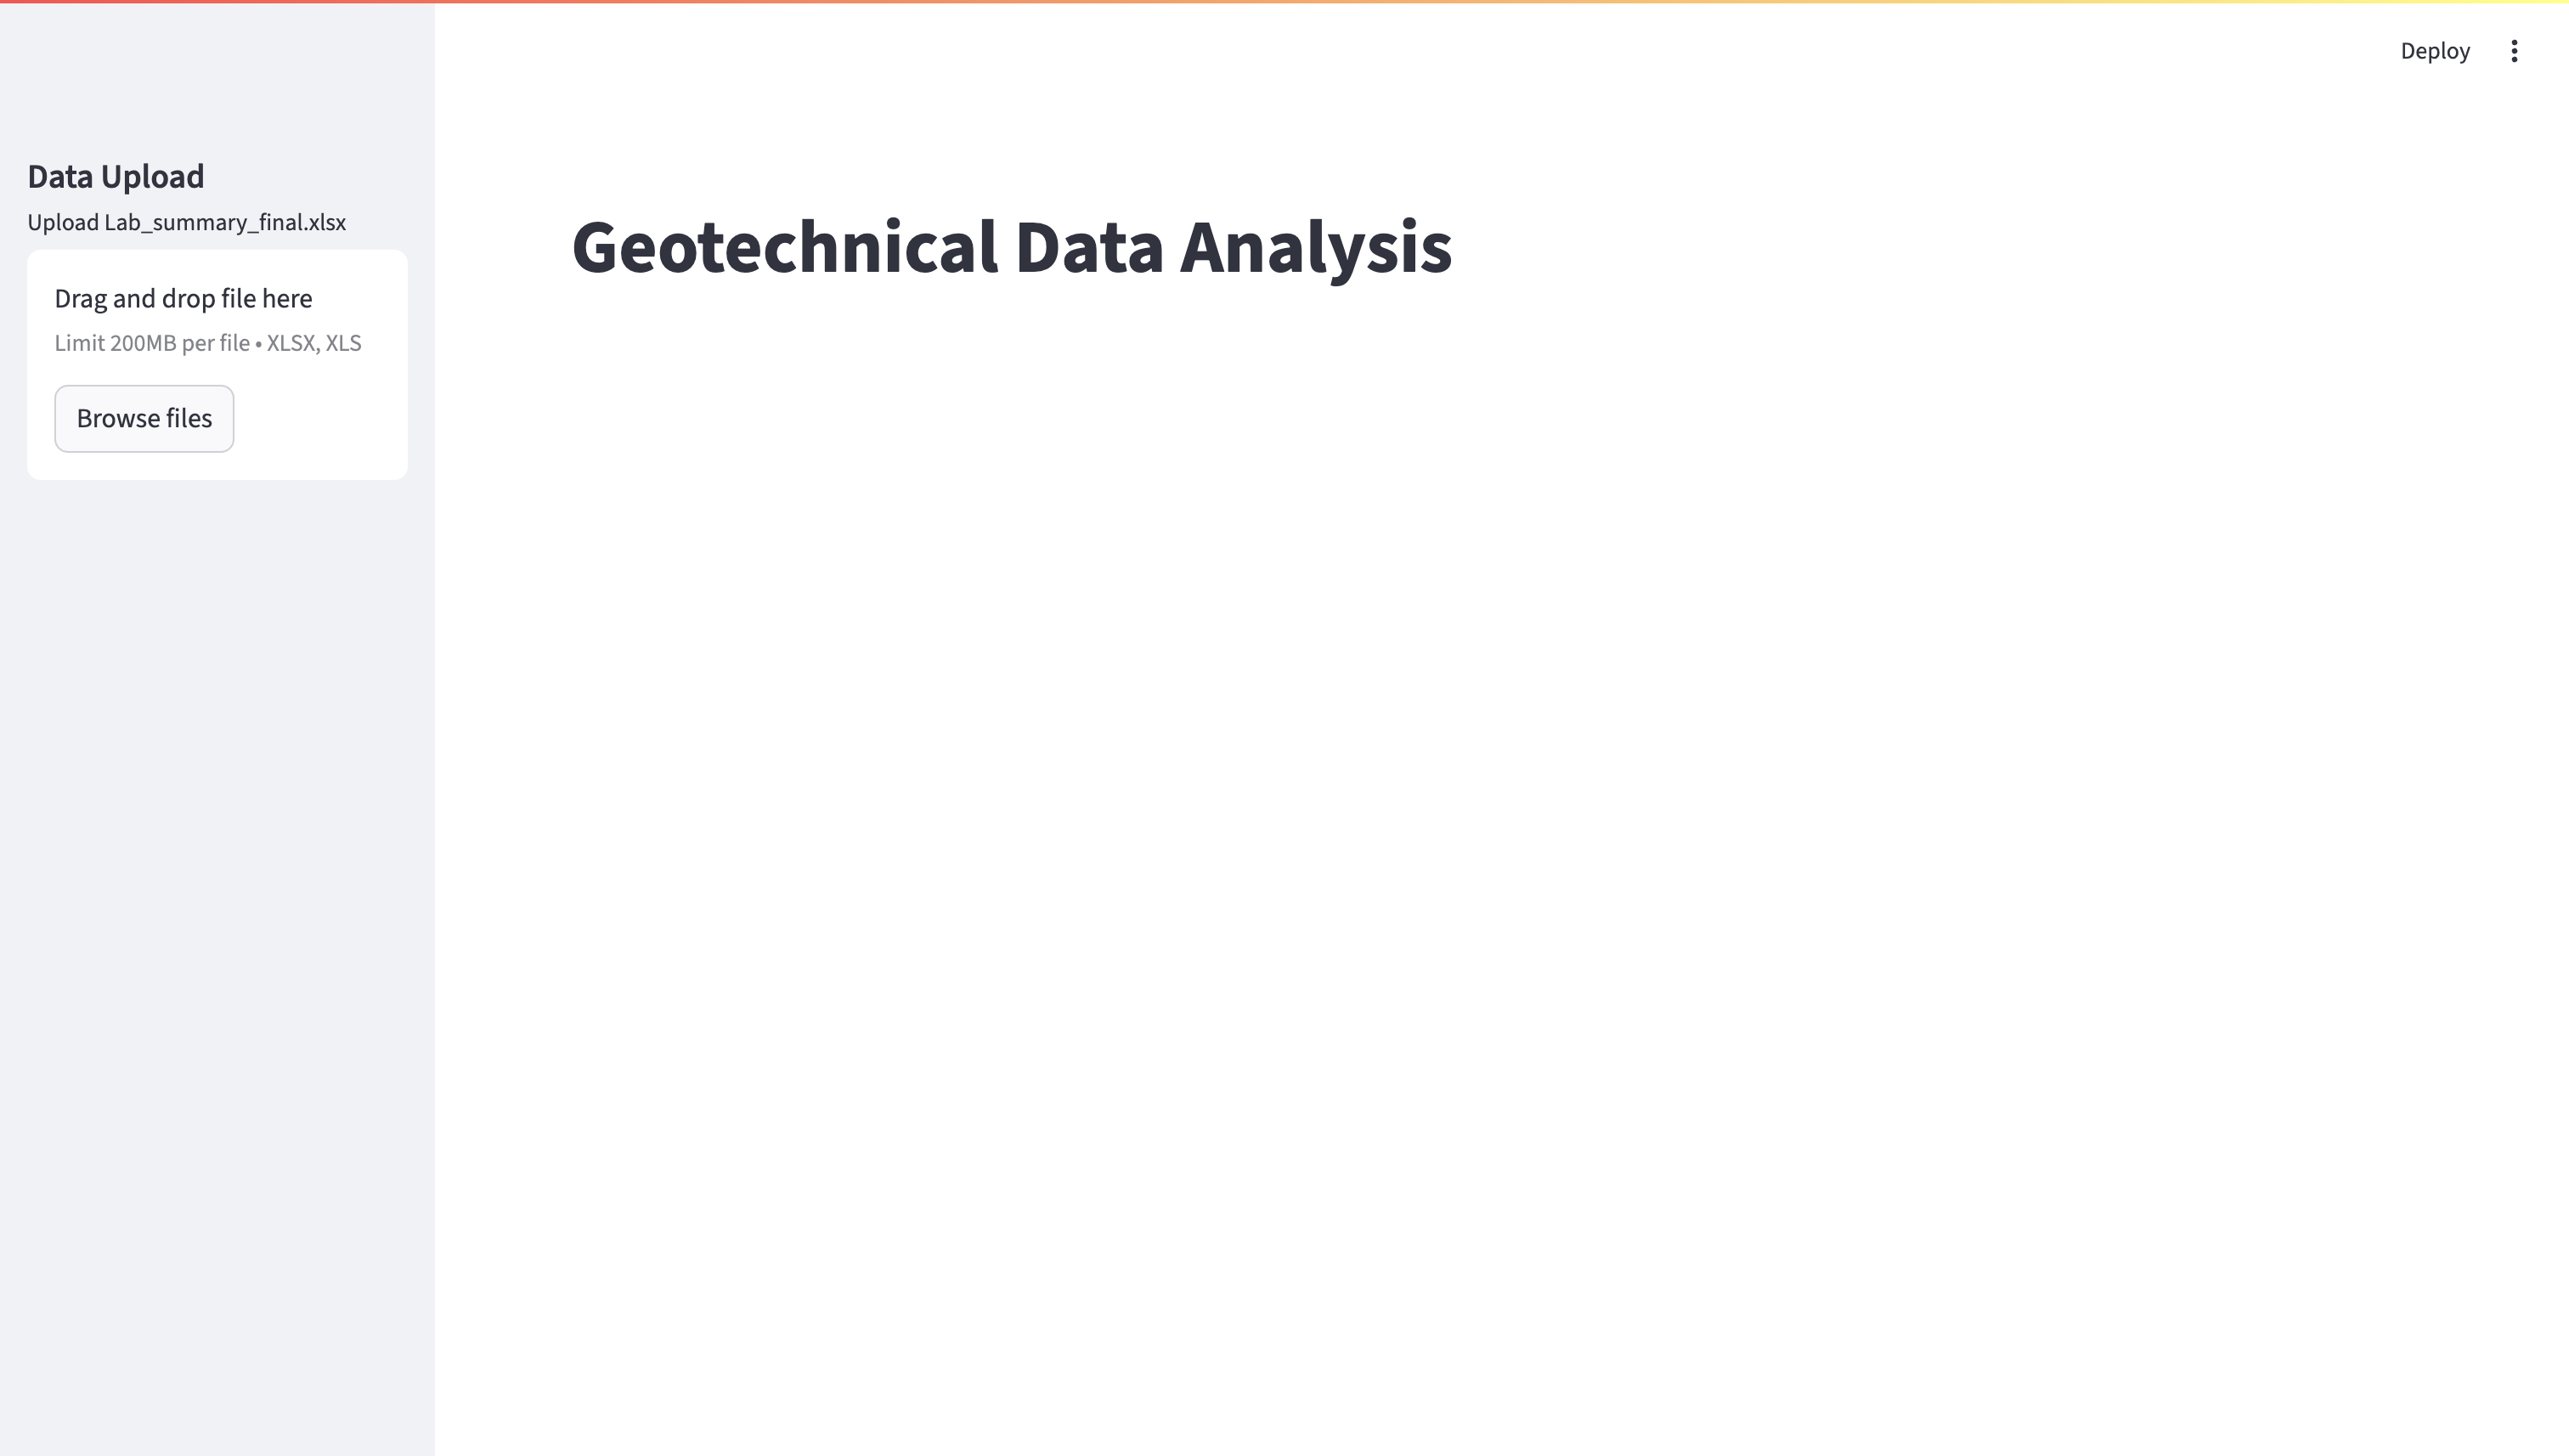 Deploy
Data Upload
Upload Lab_summary_final.xlsx
Drag and drop file here
Limit 200MB per file • XLSX, XLS
Browse files
Geotechnical Data Analysis